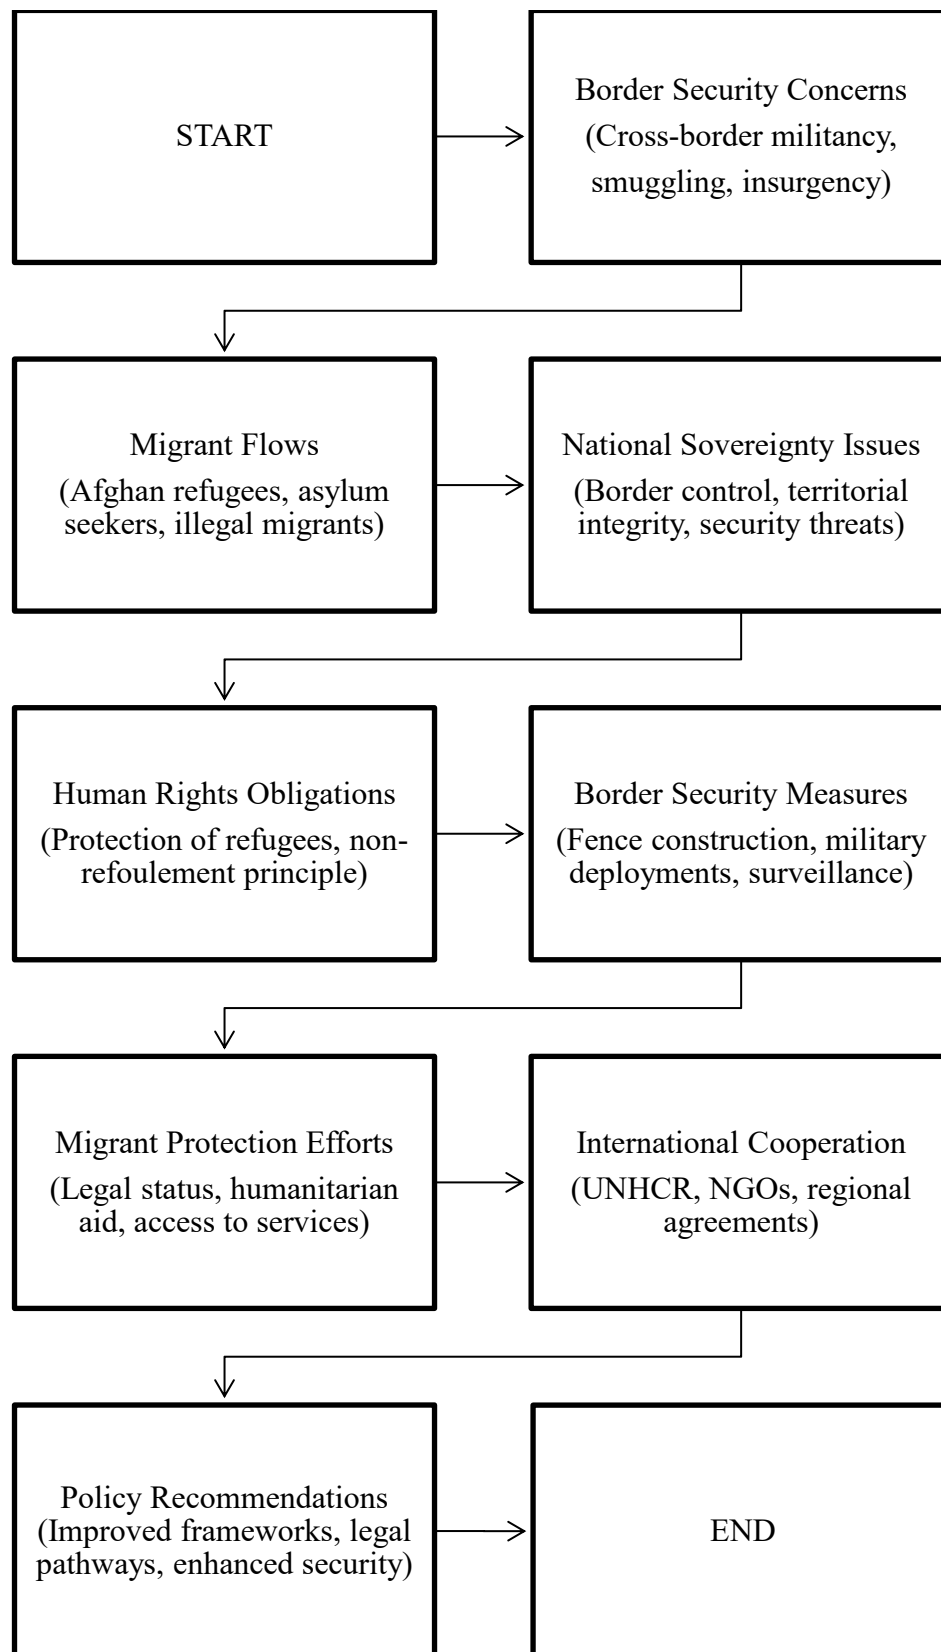 START
Border Security Concerns
(Cross-border militancy,
smuggling, insurgency)
Migrant Flows
(Afghan refugees, asylum
seekers, illegal migrants)
National Sovereignty Issues
(Border control, territorial
integrity, security threats)
Human Rights Obligations
(Protection of refugees, non-
refoulement principle)
Border Security Measures
(Fence construction, military
deployments, surveillance)
Migrant Protection Efforts
(Legal status, humanitarian
aid, access to services)
International Cooperation
(UNHCR, NGOs, regional
agreements)
Policy Recommendations
(Improved frameworks, legal
pathways, enhanced security)
END